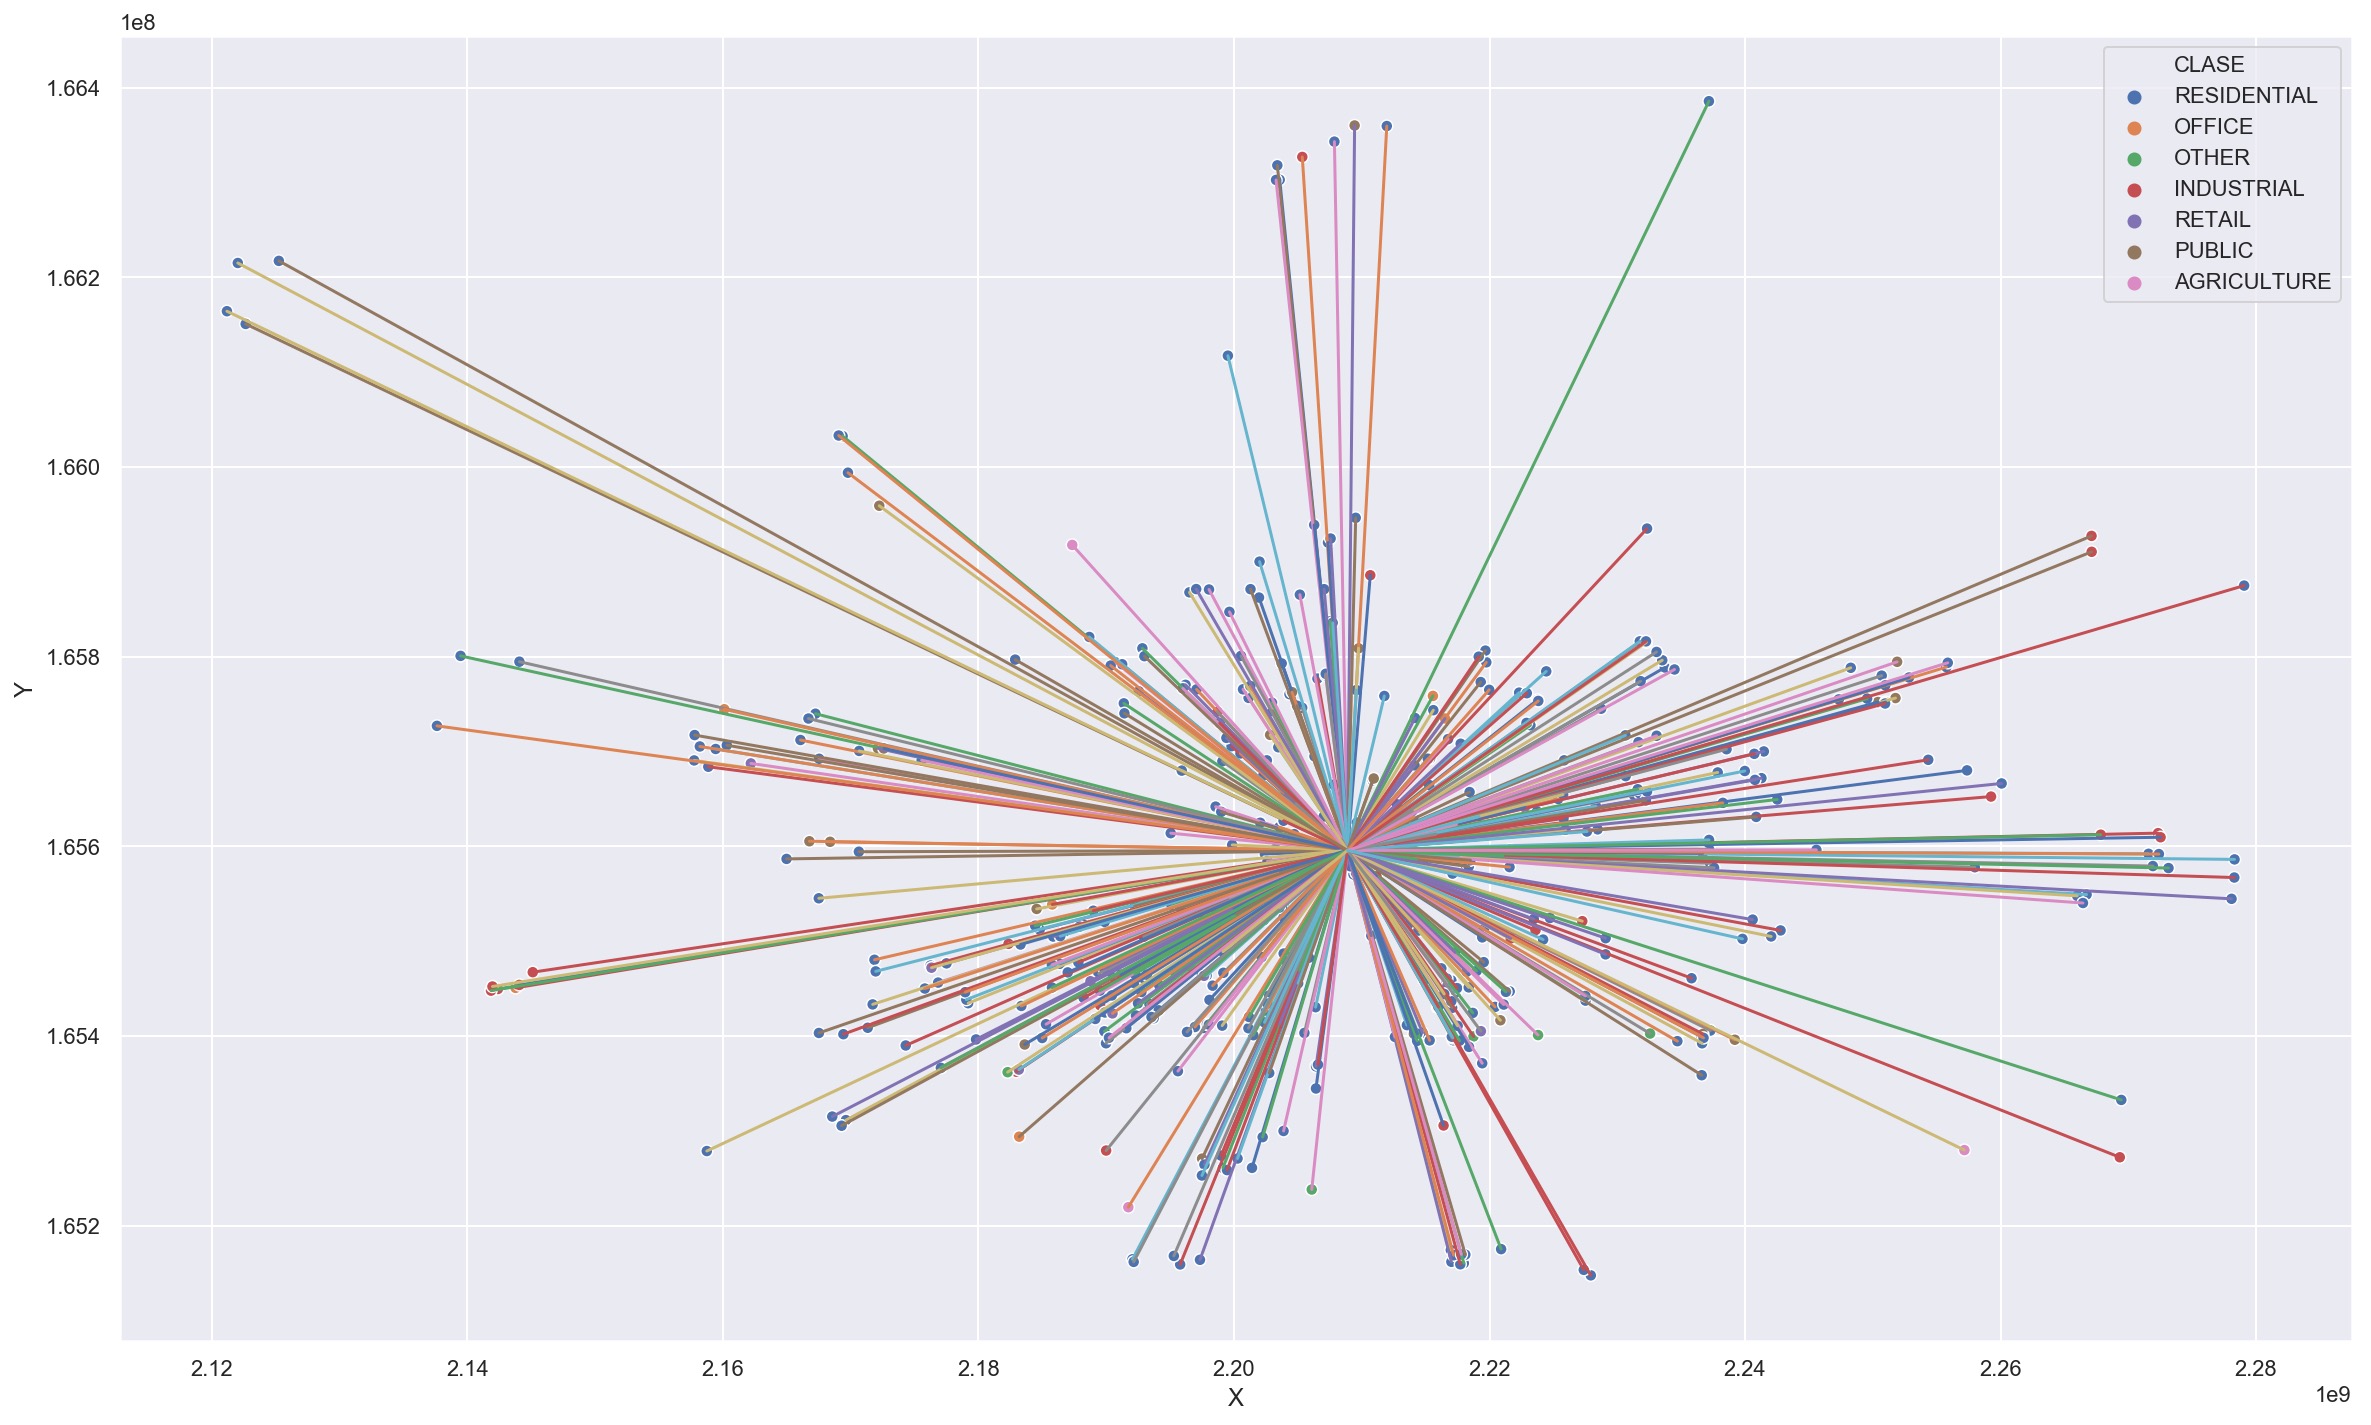 1e8
1.664
1.662
1.660
1.658
1.656
1.654
1.652
Y
CLASE
RESIDENTIAL
OFFICE
OTHER
INDUSTRIAL
RETAIL
PUBLIC
AGRICULTURE
2.12 2.14 2.16 2.18 2.20 2.22 2.24 2.26 2.28
X
1e9